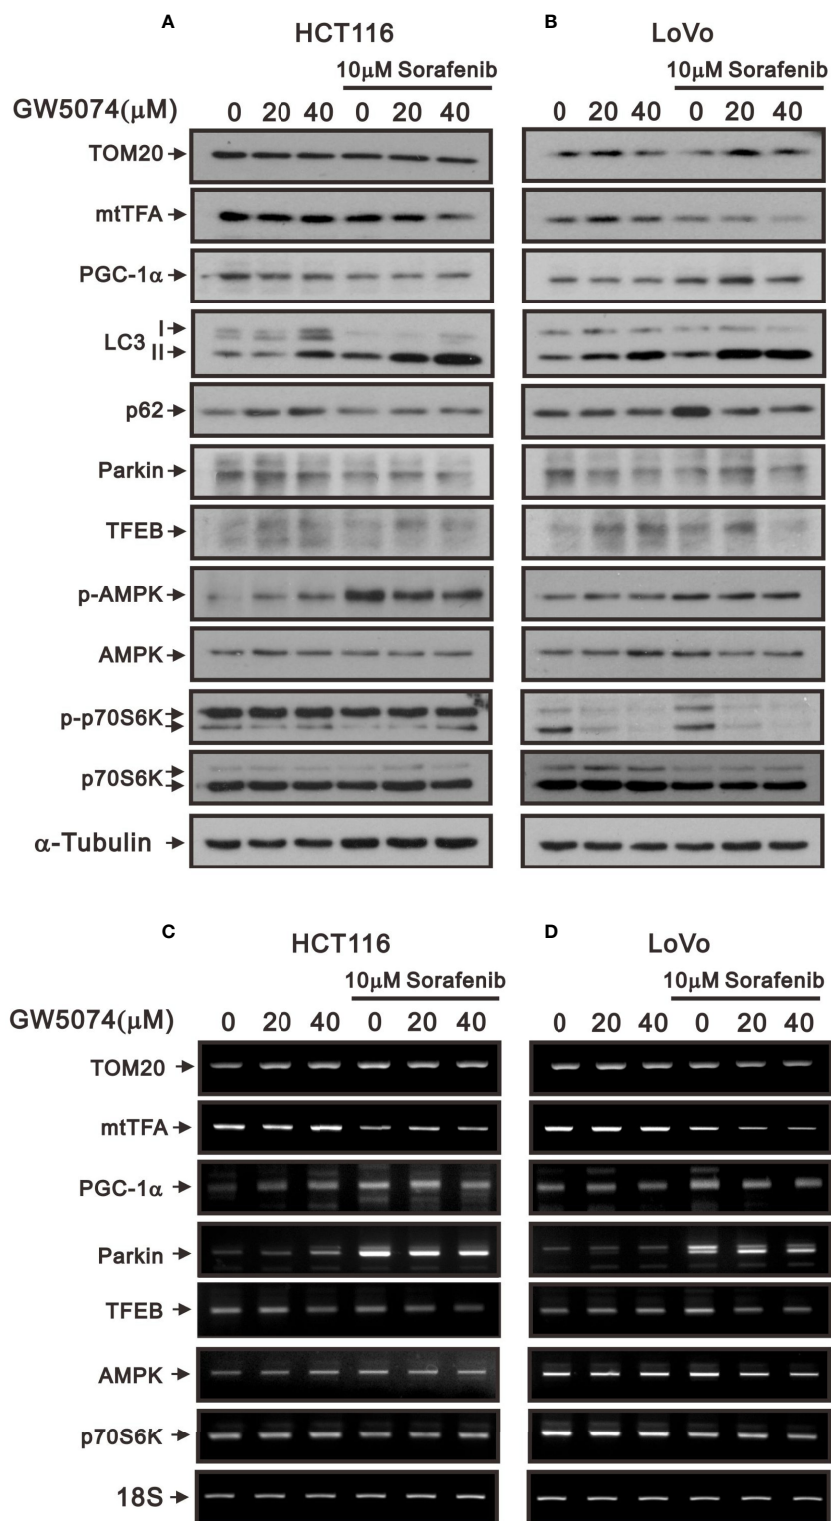 A
HCT116
B
LoVo
10μM Sorafenib
10μM Sorafenib
GW5074(μM)
0 20 40 0 20 40
0 20 40 0 20 40
TOM20
mtTFA
PGC-1α
LC3 I
II
p62
Parkin
TFEB
p-AMPK
AMPK
p-p70S6K
p70S6K
α-Tubulin
C
HCT116
D
LoVo
10μM Sorafenib
10μM Sorafenib
GW5074(μM)
0 20 40 0 20 40
0 20 40 0 20 40
TOM20
mtTFA
PGC-1α
Parkin
TFEB
AMPK
p70S6K
18S